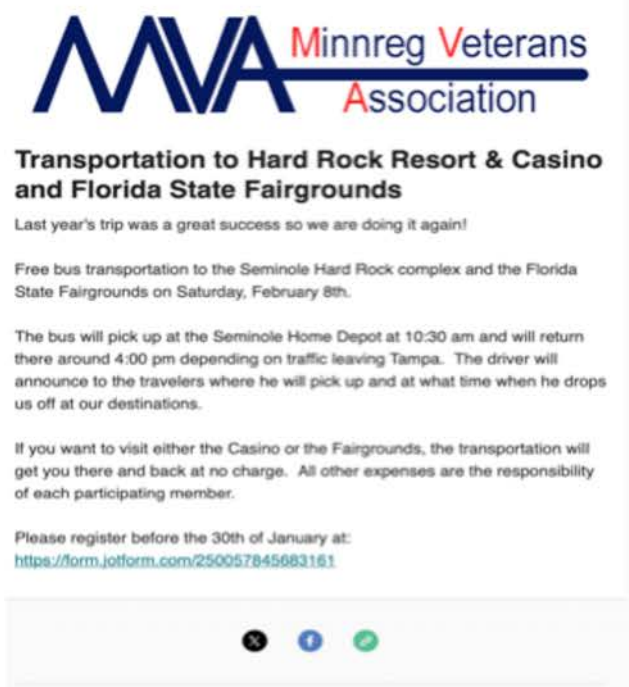 MVA Minnreg Veterans
Association
Transportation to Hard Rock Resort & Casino
and Florida State Fairgrounds
Last year's trip was a great success so we are doing it again!
Free bus transportation to the Seminole Hard Rock complex and the Florida
State Fairgrounds on Saturday, February 8th.
The bus will pick up at the Seminole Home Depot at 10:30 am and will return
there around 4:00 pm depending on traffic leaving Tampa. The driver will
announce to the travelers where he will pick up and at what time when he drops
us off at our destinations.
If you want to visit either the Casino or the Fairgrounds, the transportation will
get you there and back at no charge. All other expenses are the responsibility
of each participating member.
Please register before the 30th of January at:
https://form.jotform.com/250057845683161